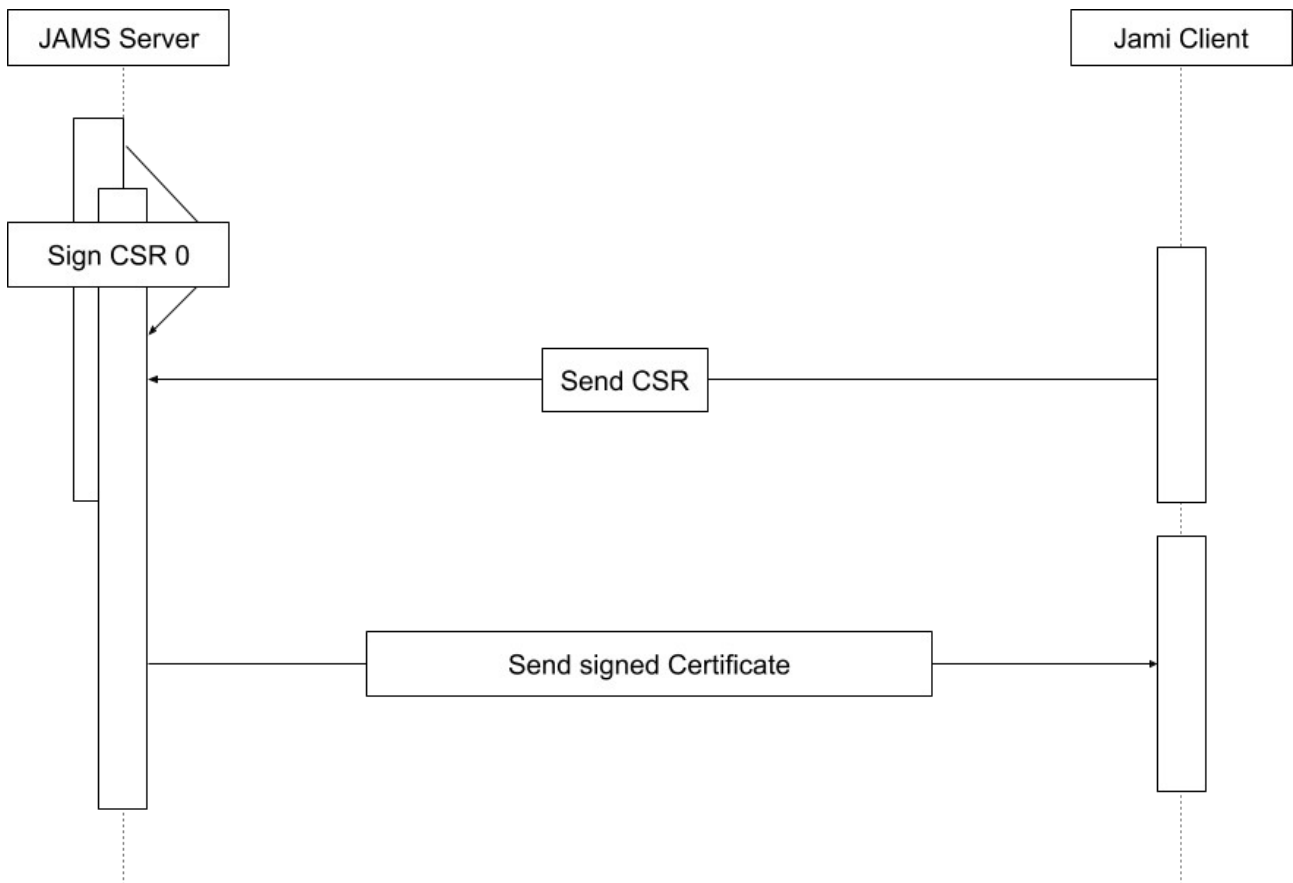 JAMS Server
Jami Client
Sign CSR 0
Send CSR
Send signed Certificate